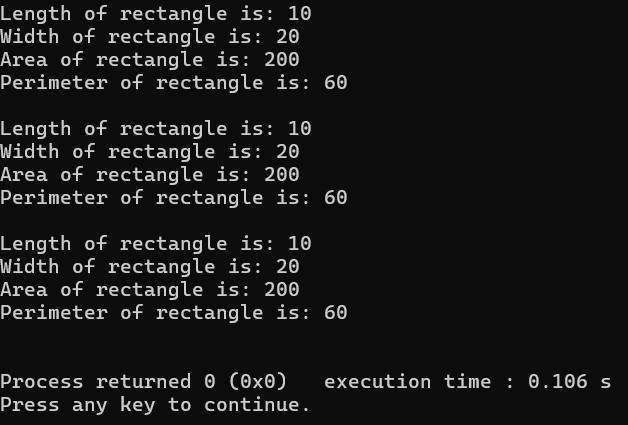 Length of rectangle is: 10
Width of rectangle is: 20
Area of rectangle is: 200
Perimeter of rectangle is: 60
Length of rectangle is: 10
Width of rectangle is: 20
Area of rectangle is: 200
Perimeter of rectangle is: 60
Length of rectangle is: 10
Width of rectangle is: 20
Area of rectangle is: 200
Perimeter of rectangle is: 60
Process returned 0 (0x0)   execution time : 0.106 s
Press any key to continue.